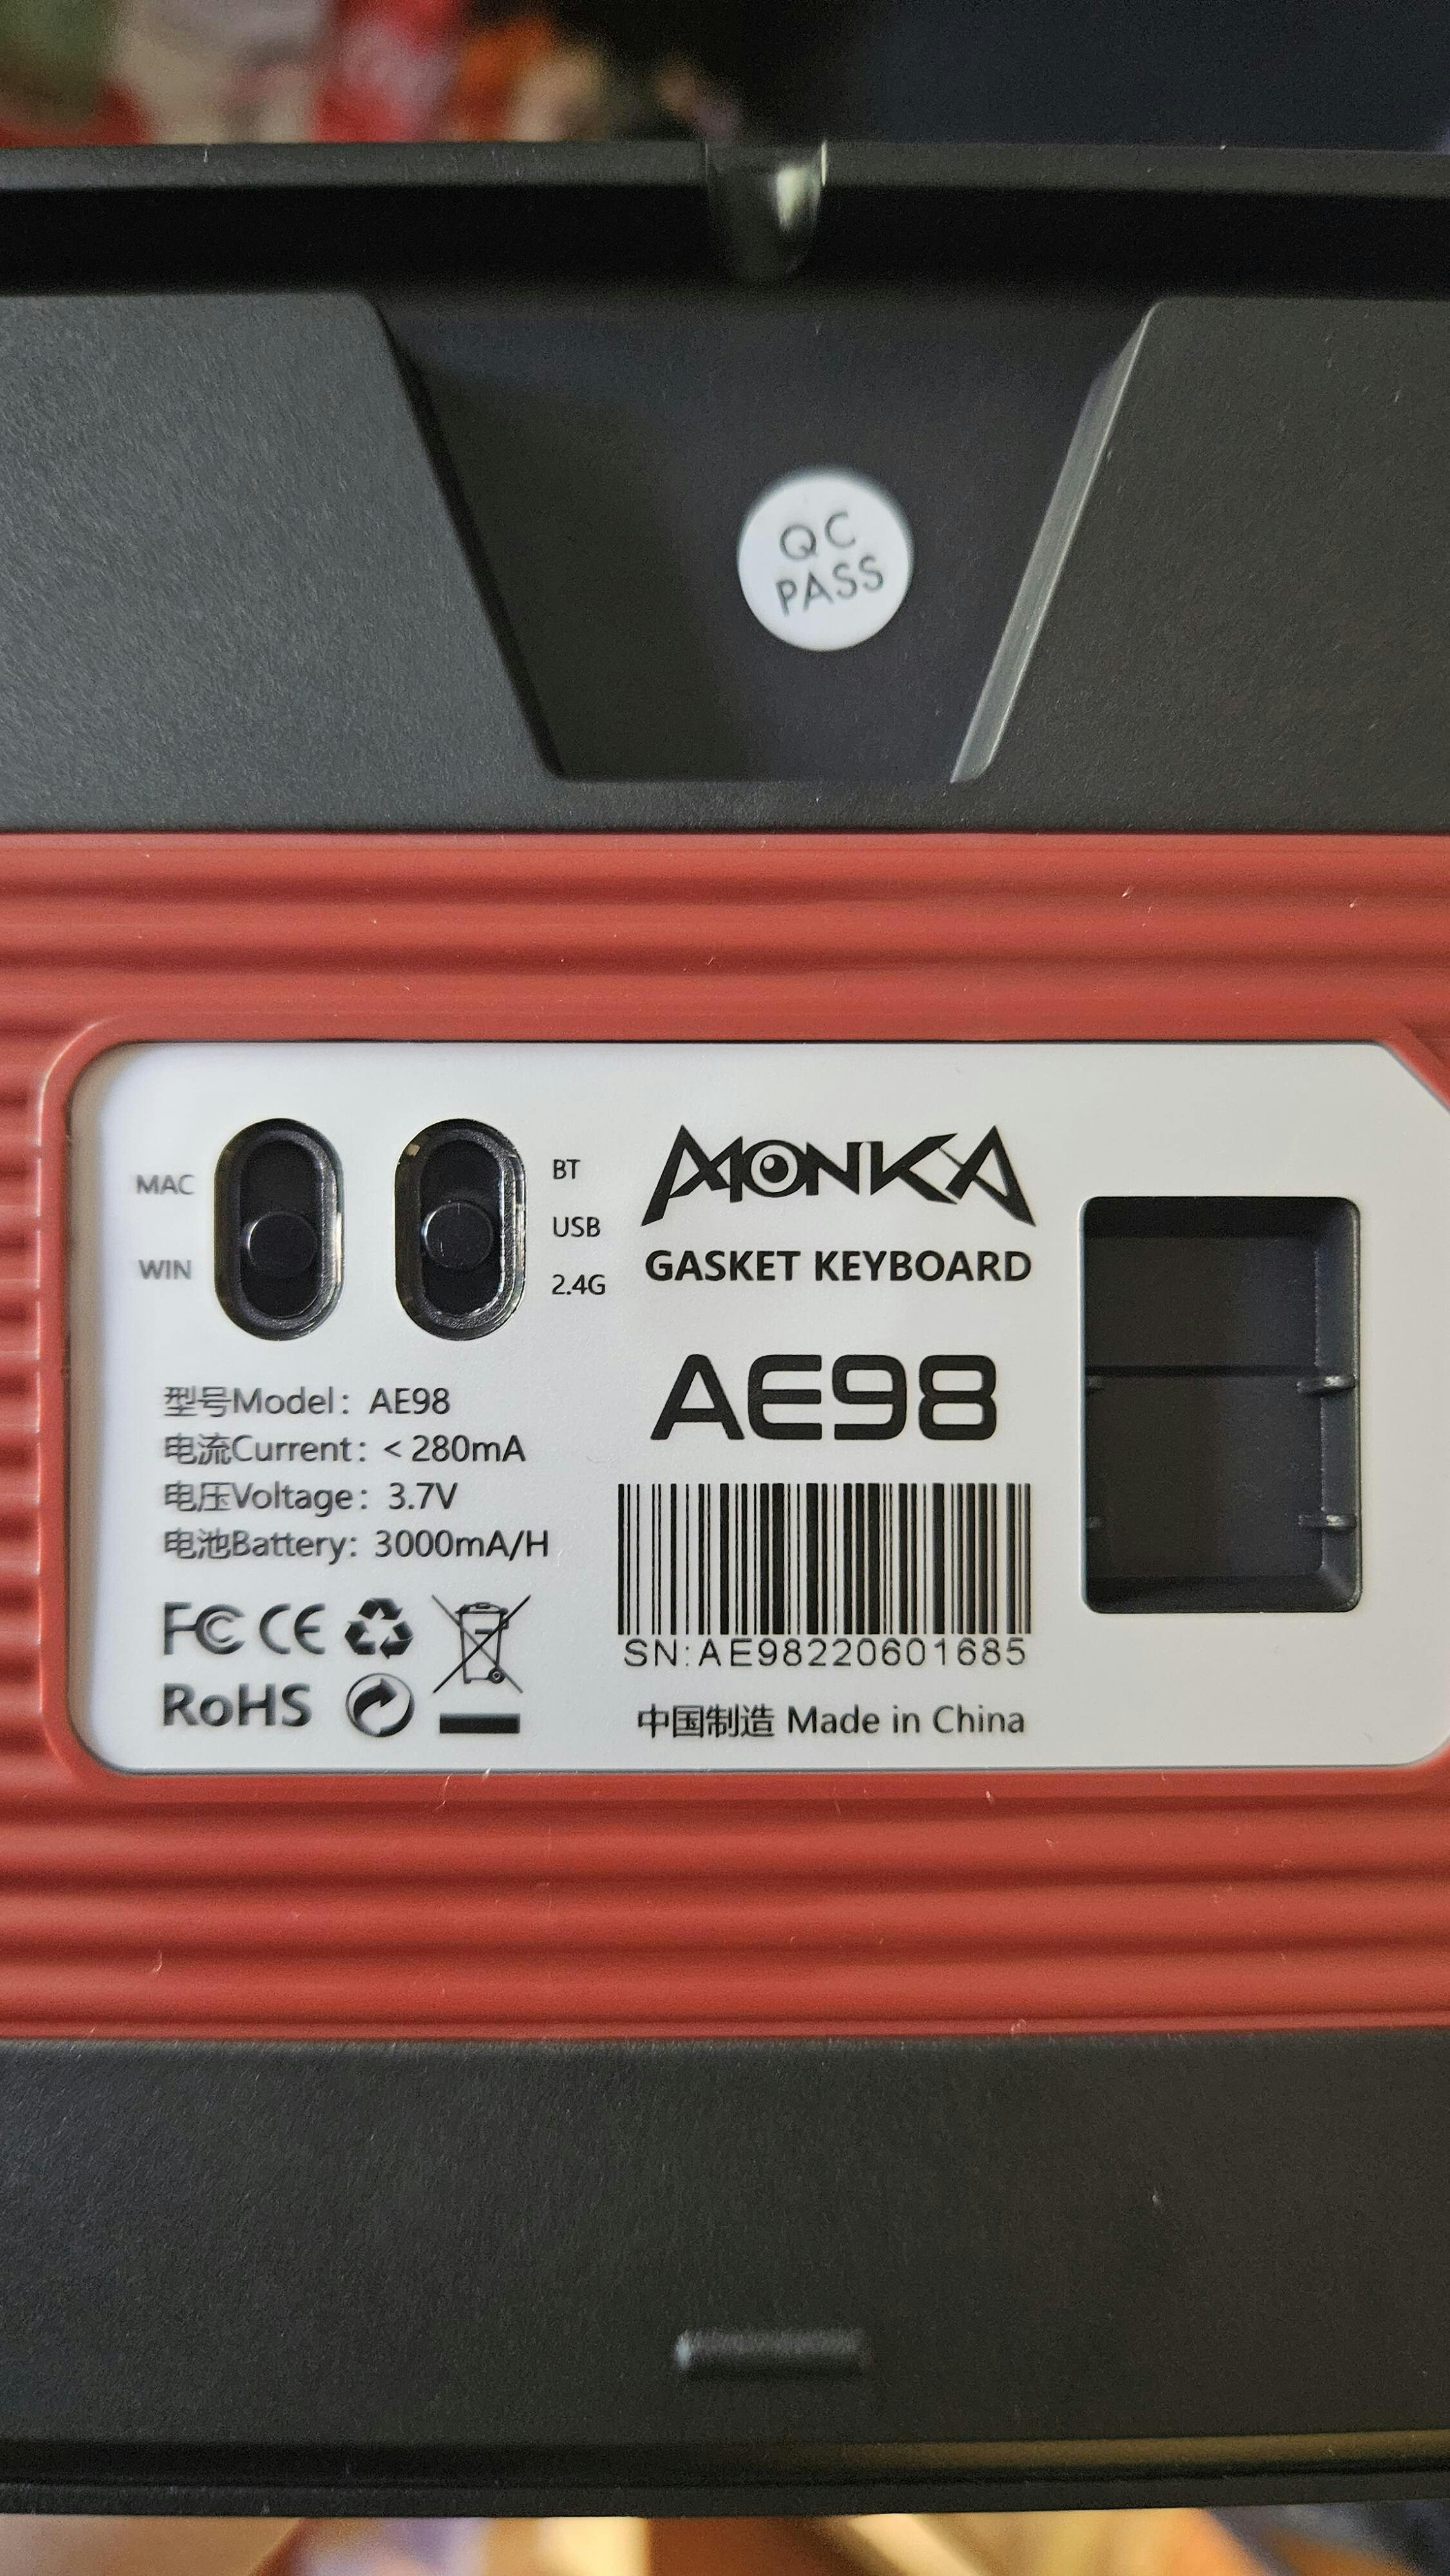 QC
PASS
MAC
WIN
BT
USB
2.4G
MONKA
GASKET KEYBOARD
AE98
型号Model: AE98
电流Current: < 280mA
电压Voltage: 3.7V
电池Battery: 3000mA/H
FC CE
RoHS
SN:AE98220601685
中国制造 Made in China